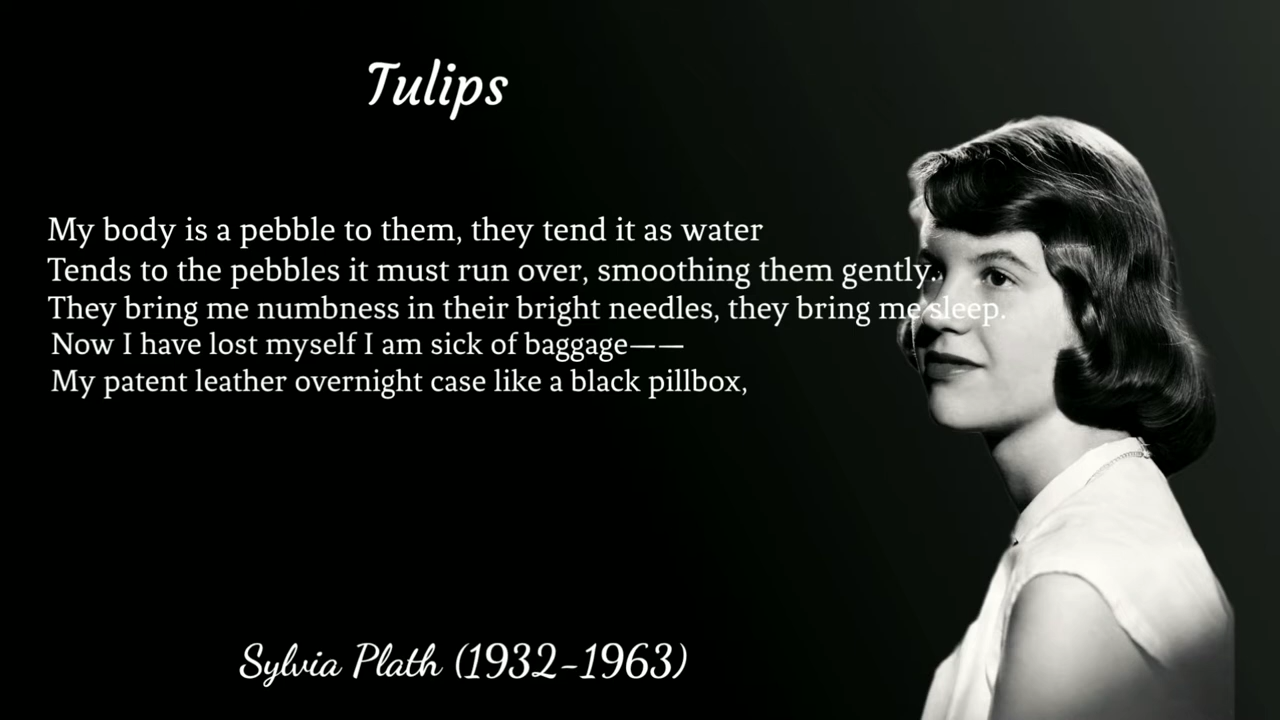 Tulips
My body is a pebble to them, they tend it as water
Tends to the pebbles it must run over, smoothing them gently.
They bring me numbness in their bright needles, they bring me sleep.
Now I have lost myself I am sick of baggage——
My patent leather overnight case like a black pillbox,
Sylvia Plath (1932-1963)